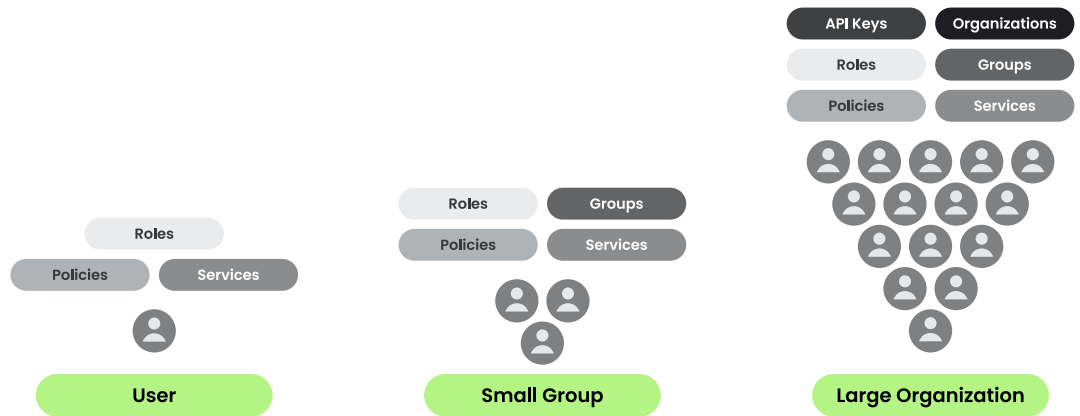 API Keys Organizations
Roles Groups
Policies Services
Roles Groups
Policies Services
Roles
Policies Services
User Small Group Large Organization